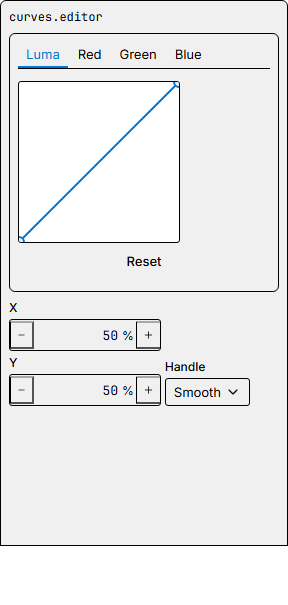 curves.editor
Luma Red Green Blue
Reset
X
− 50 % +
Y
Handle
− 50 % +
Smooth